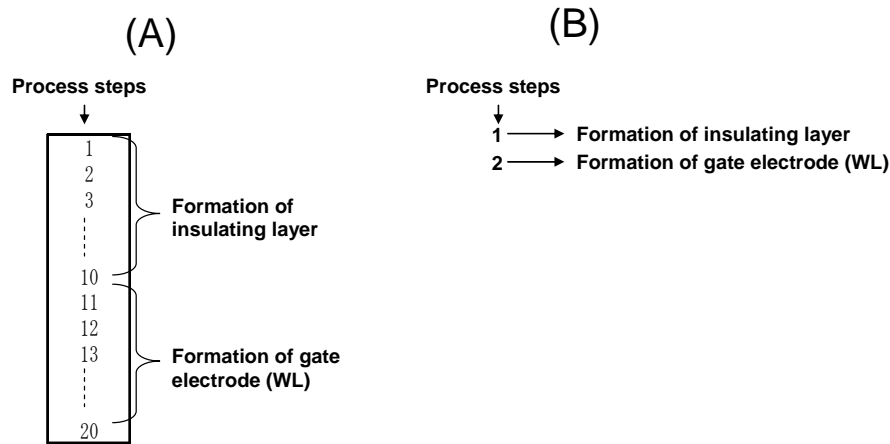 (A)
Process steps
1
2
3
10
11
12
13
20
Formation of
insulating layer
Formation of gate
electrode (WL)
(B)
Process steps
1 Formation of insulating layer
2 Formation of gate electrode (WL)